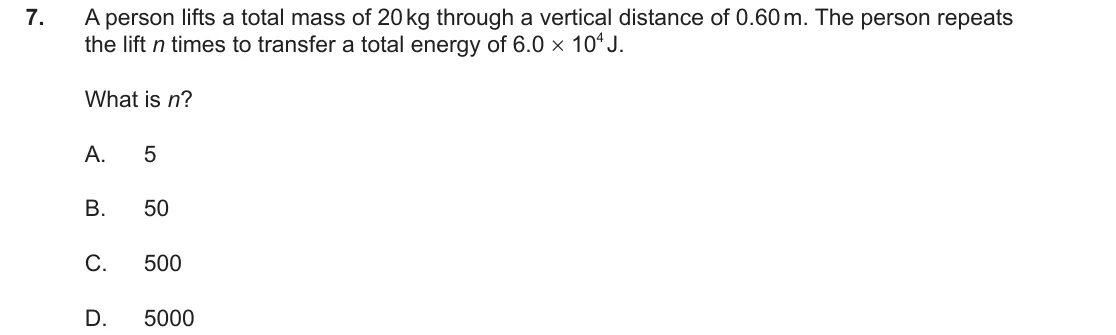 7. A person lifts a total mass of 20 kg through a vertical distance of 0.60 m. The person repeats
the lift n times to transfer a total energy of 6.0 × 10⁴ J.
What is n?
A. 5
B. 50
C. 500
D. 5000